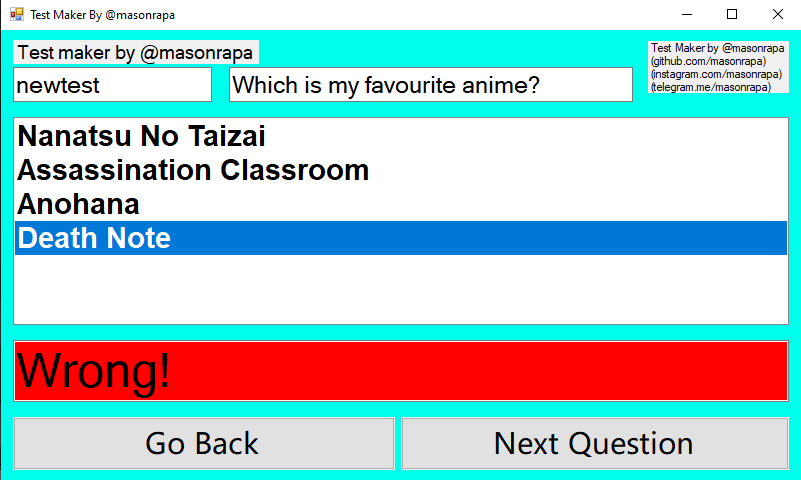 Test Maker By @masonrapa
Test maker by @masonrapa
Test Maker by @masonrapa
(github.com/masonrapa)
(instagram.com/masonrapa)
(telegram.me/masonrapa)
newtest
Which is my favourite anime?
Nanatsu No Taizai
Assassination Classroom
Anohana
Death Note
Wrong!
Go Back
Next Question